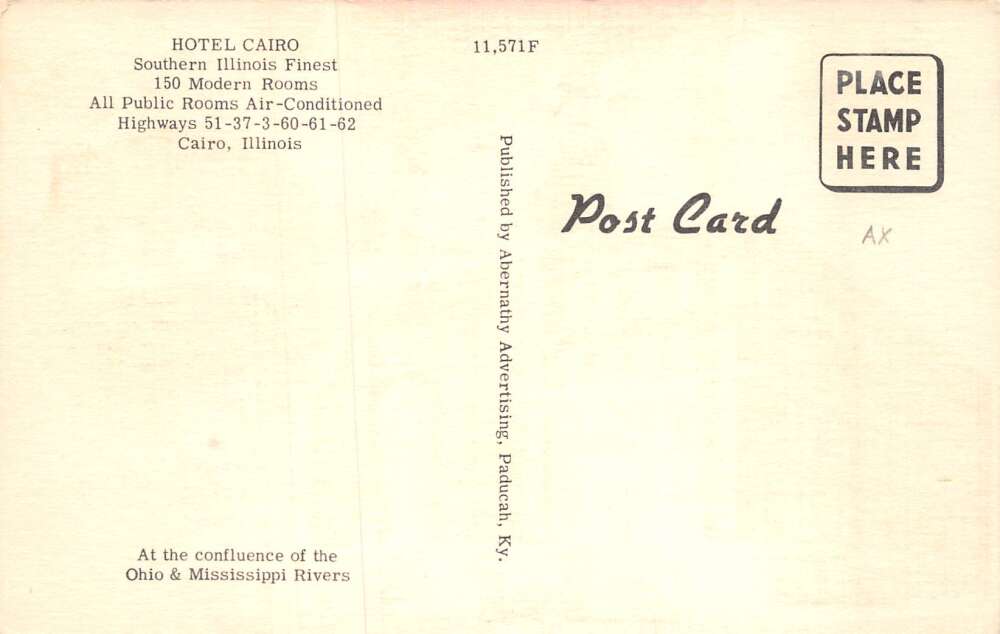 HOTEL CAIRO
Southern Illinois Finest
150 Modern Rooms
All Public Rooms Air-Conditioned
Highways 51-37-3-60-61-62
Cairo, Illinois
At the confluence of the
Ohio & Mississippi Rivers
11,571F
Published by Abernathy Advertising, Paducah, Ky.
Post Card
PLACE
STAMP
HERE
AX